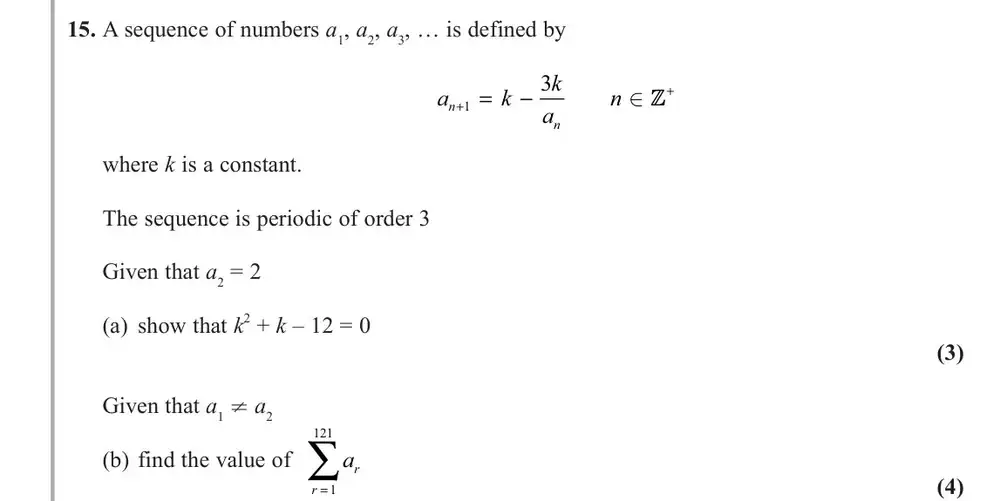 15. A sequence of numbers a₁, a₂, a₃, … is defined by
aₙ₊₁ = k − 3k/aₙ n ∈ ℤ⁺
where k is a constant.
The sequence is periodic of order 3
Given that a₂ = 2
(a) show that k² + k – 12 = 0
(3)
Given that a₁ ≠ a₂
(b) find the value of ∑_{r=1}^{121} aᵣ
(4)